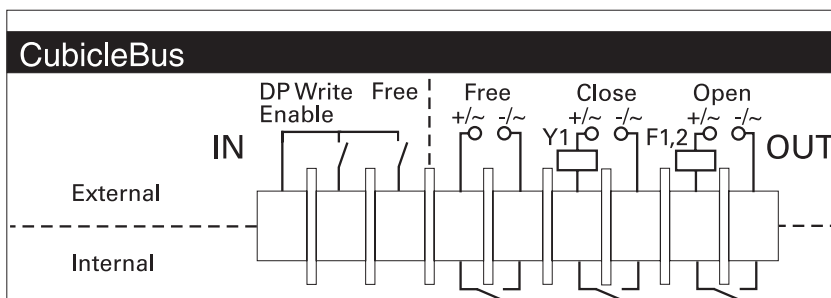 CubicleBus
DP Write Enable
Free
Free
Close
Open
+/~ -/~
+/~ -/~
+/~ -/~
IN
Y1
F1,2
OUT
External
Internal